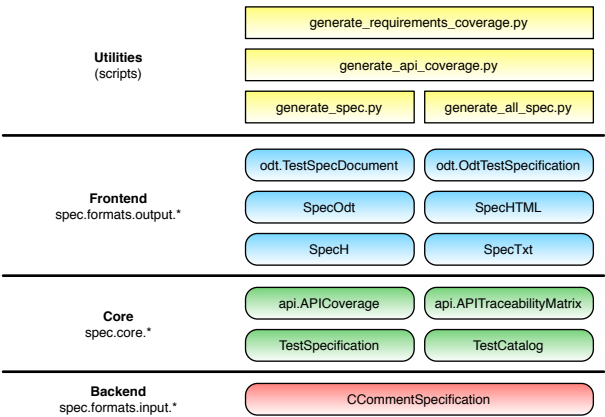 generate_requirements_coverage.py
Utilities
(scripts)
generate_api_coverage.py
generate_spec.py
generate_all_spec.py
odt.TestSpecDocument
odt.OdtTestSpecification
Frontend
spec.formats.output.*
SpecOdt
SpecHTML
SpecH
SpecTxt
api.APICoverage
api.APITraceabilityMatrix
Core
spec.core.*
TestSpecification
TestCatalog
Backend
spec.formats.input.*
CCommentSpecification